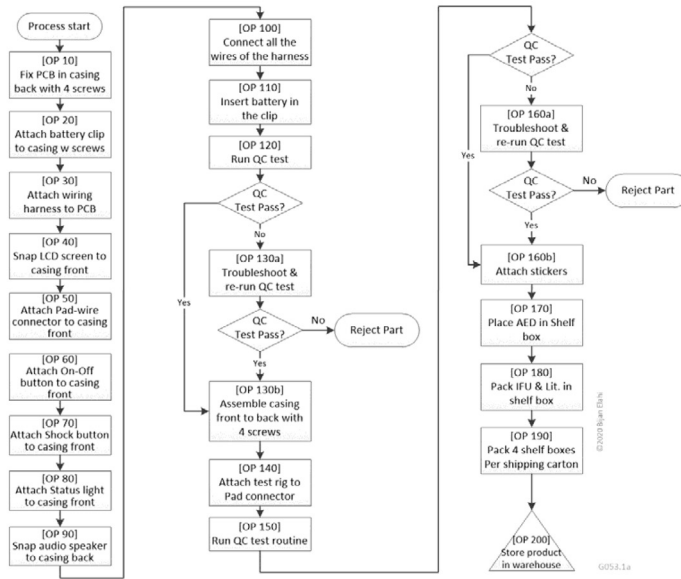 Process start
[OP 10]
Fix PCB in casing
back with 4 screws
[OP 20]
Attach battery clip
to casing w screws
[OP 30]
Attach wiring
harness to PCB
[OP 40]
Snap LCD screen to
casing front
[OP 50]
Attach Pad-wire
connector to casing
front
[OP 60]
Attach On-Off
button to casing
front
[OP 70]
Attach Shock button
to casing front
[OP 80]
Attach Status light
to casing front
[OP 90]
Snap audio speaker
to casing back
[OP 100]
Connect all the
wires of the harness
[OP 110]
Insert battery in
the clip
[OP 120]
Run QC test
QC
Test Pass?
No
Yes
[OP 130a]
Troubleshoot &
re-run QC test
QC
Test Pass?
No
Reject Part
Yes
[OP 130b]
Assemble casing
front to back with
4 screws
[OP 140]
Attach test rig to
Pad connector
[OP 150]
Run QC test routine
QC
Test Pass?
No
Yes
[OP 160a]
Troubleshoot &
re-run QC test
QC
Test Pass?
No
Reject Part
Yes
[OP 160b]
Attach stickers
[OP 170]
Place AED in Shelf
box
[OP 180]
Pack IFU & Lit. in
shelf box
[OP 190]
Pack 4 shelf boxes
Per shipping carton
[OP 200]
Store product
in warehouse
©2020 Bijan Elahi
G053.1a